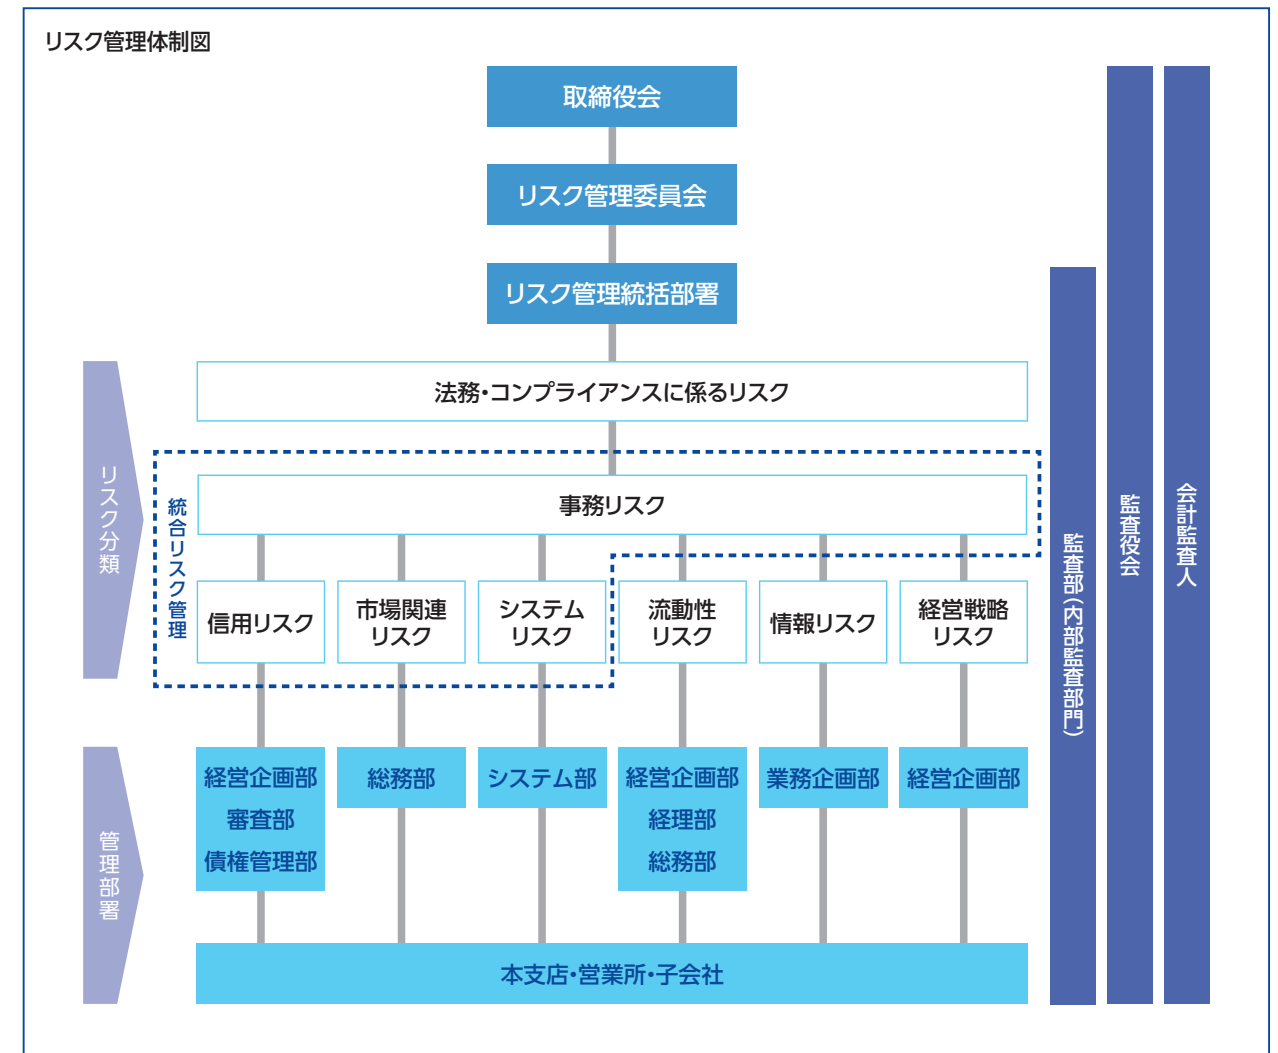 リスク管理体制図
取締役会
リスク管理委員会
リスク管理統括部署
リスク分類
法務・コンプライアンスに係るリスク
統合リスク管理
事務リスク
信用リスク
市場関連
リスク
システム
リスク
流動性
リスク
情報リスク
経営戦略
リスク
管理部署
経営企画部
審査部
債権管理部
総務部
システム部
経営企画部
経理部
総務部
業務企画部
経営企画部
本支店・営業所・子会社
監査部(内部監査部門)
監査役会
会計監査人